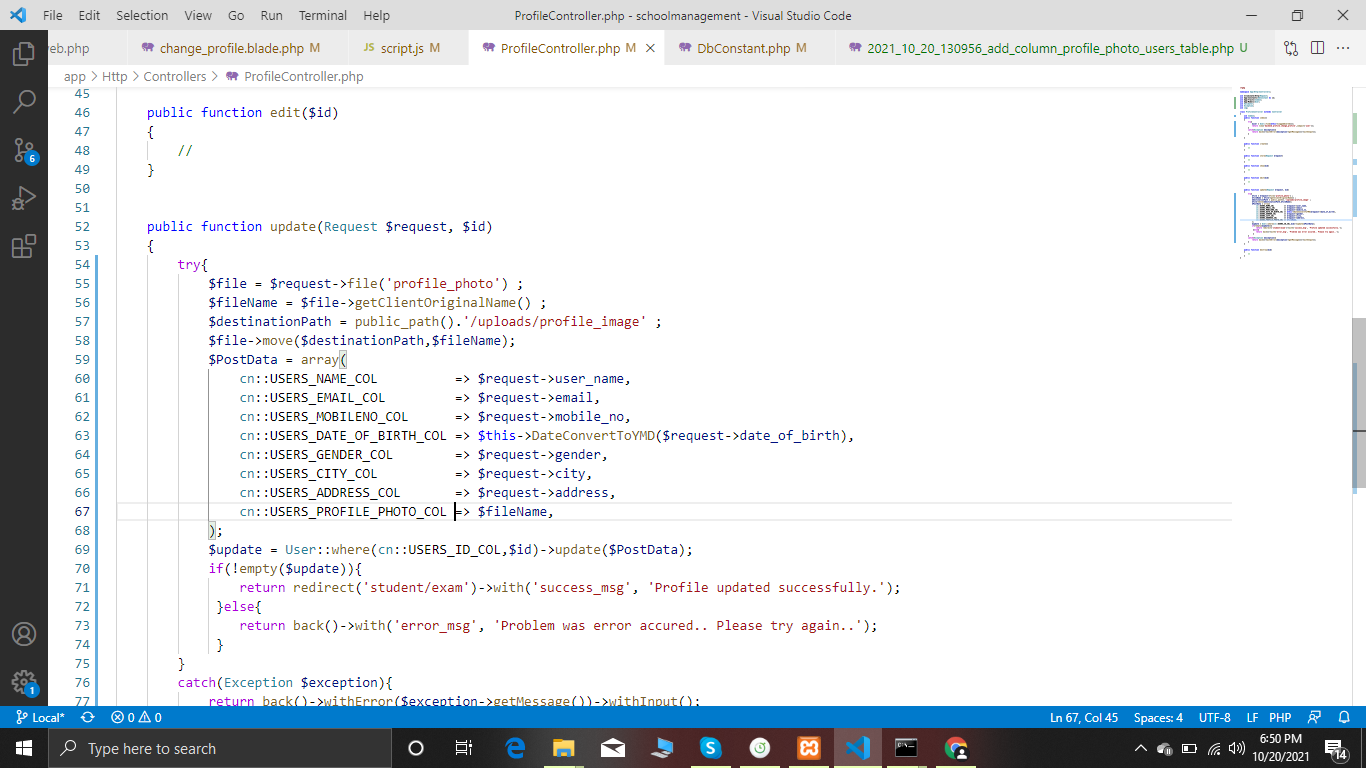 File Edit Selection View Go Run Terminal Help ProfileController.php - schoolmanagement - Visual Studio Code
eb.php change_profile.blade.php M JS script.js M ProfileController.php M DbConstant.php M 2021_10_20_130956_add_column_profile_photo_users_table.php U
app > Http > Controllers > ProfileController.php
45
46 public function edit($id)
47 {
48 //
49 }
50
51
52 public function update(Request $request, $id)
53 {
54 try{
55 $file = $request->file('profile_photo') ;
56 $fileName = $file->getClientOriginalName() ;
57 $destinationPath = public_path().'/uploads/profile_image' ;
58 $file->move($destinationPath,$fileName);
59 $PostData = array(
60 cn::USERS_NAME_COL => $request->user_name,
61 cn::USERS_EMAIL_COL => $request->email,
62 cn::USERS_MOBILENO_COL => $request->mobile_no,
63 cn::USERS_DATE_OF_BIRTH_COL => $this->DateConvertToYMD($request->date_of_birth),
64 cn::USERS_GENDER_COL => $request->gender,
65 cn::USERS_CITY_COL => $request->city,
66 cn::USERS_ADDRESS_COL => $request->address,
67 cn::USERS_PROFILE_PHOTO_COL => $fileName,
68 );
69 $update = User::where(cn::USERS_ID_COL,$id)->update($PostData);
70 if(!empty($update)){
71 return redirect('student/exam')->with('success_msg', 'Profile updated successfully.');
72 }else{
73 return back()->with('error_msg', 'Problem was error accured.. Please try again..');
74 }
75 }
76 catch(Exception $exception){
77 return back()->withError($exception->getMessage())->withInput();
6
1
Local* 0 0 Ln 67, Col 45 Spaces: 4 UTF-8 LF PHP
Type here to search
6:50 PM
10/20/2021
14